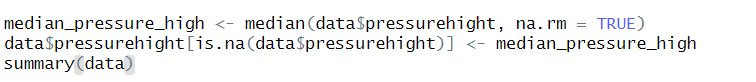 median_pressure_high <- median(data$pressurehight, na.rm = TRUE)
data$pressurehight[is.na(data$pressurehight)] <- median_pressure_high
summary(data)